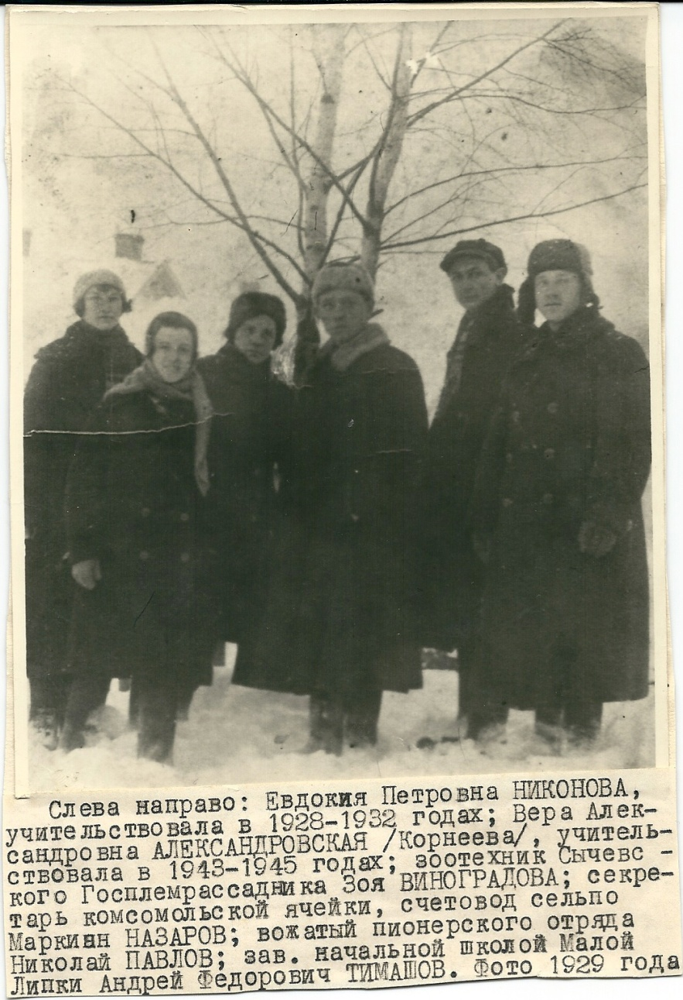 Слева направо: Евдокия Петровна НИКОНОВА,
учительствовала в 1928-1932 годах; Вера Алек-
сандровна АЛЕКСАНДРОВСКАЯ /Корнеева/, учитель-
ствовала в 1943-1945 годах; зоотехник Сычевс -
кого Госплемрассадника Зоя ВИНОГРАДОВА; секре-
тарь комсомольской ячейки, счетовод сельпо
Маркиян НАЗАРОВ; вожатый пионерского отряда
Николай ПАВЛОВ; зав. начальной школой Малой
Липки Андрей Федорович ТИМАШОВ. Фото 1929 года